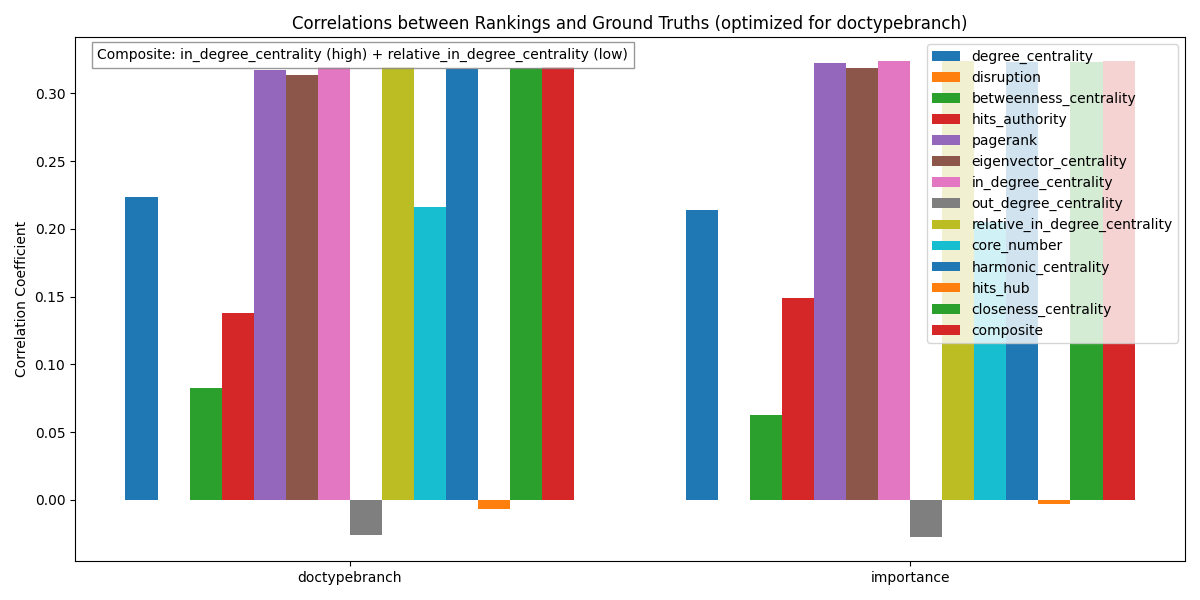 Correlations between Rankings and Ground Truths (optimized for doctypebranch)
Composite: in_degree_centrality (high) + relative_in_degree_centrality (low)
degree_centrality
disruption
betweenness_centrality
hits_authority
pagerank
eigenvector_centrality
in_degree_centrality
out_degree_centrality
relative_in_degree_centrality
core_number
harmonic_centrality
hits_hub
closeness_centrality
composite
Correlation Coefficient
0.30
0.25
0.20
0.15
0.10
0.05
0.00
doctypebranch
importance